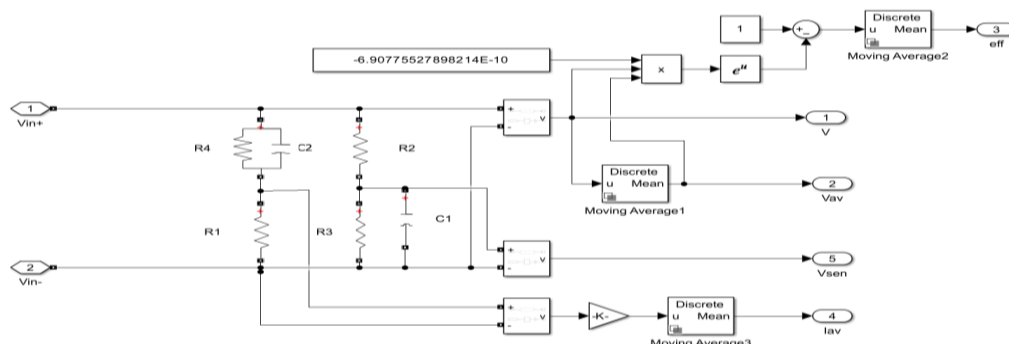 Discrete
1
u Mean
3
eff
Moving Average2
-6.90775527898214E-10
×
e^u
1
Vin+
+
-
v
1
V
R4
C2
R2
Discrete
u Mean
2
Vav
Moving Average1
R1
R3
C1
2
Vin-
+
-
v
5
Vsen
+
-
v
-K-
Discrete
u Mean
4
Iav
Moving Average3